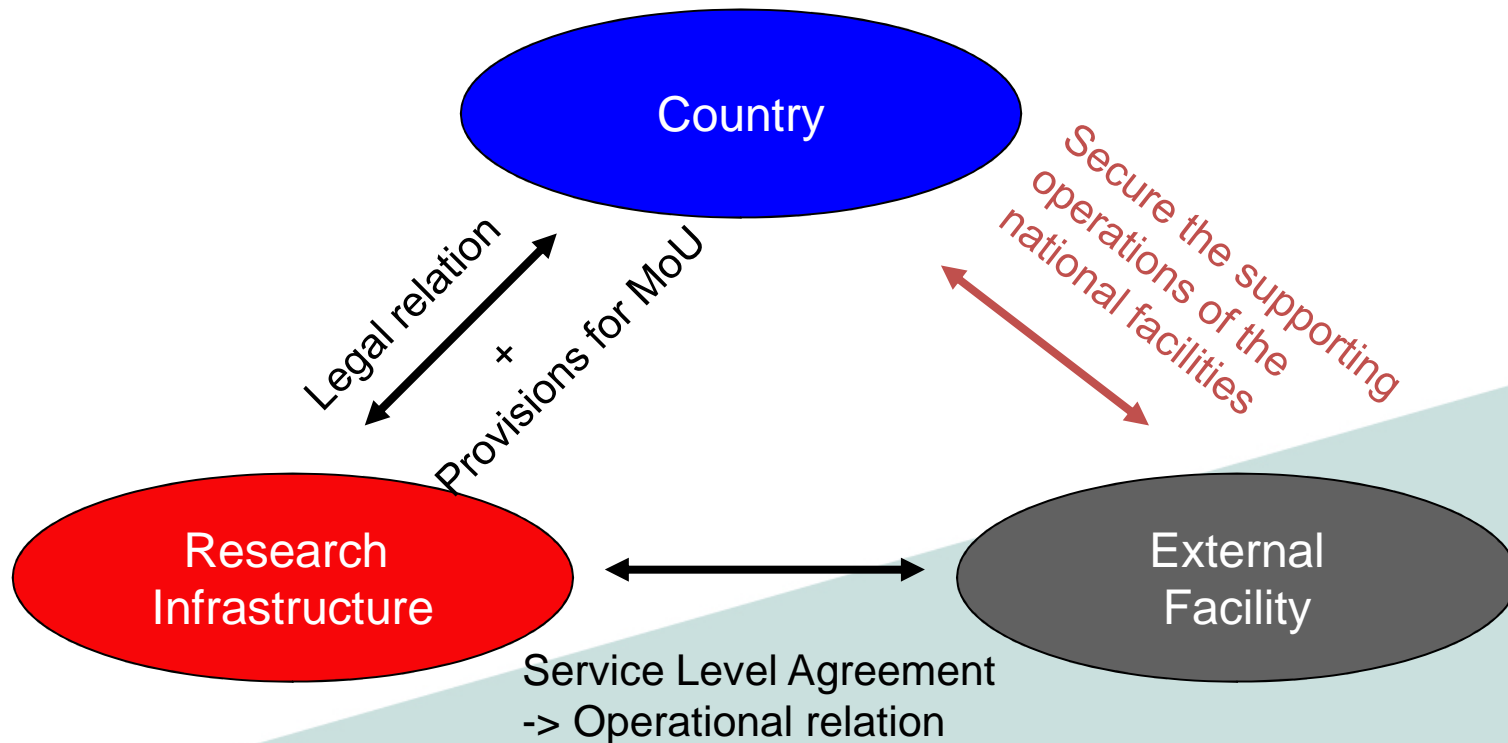 Country
Legal relation
+
Provisions for MoU
Secure the supporting
operations of the
national facilities
Research
Infrastructure
External
Facility
Service Level Agreement
-> Operational relation